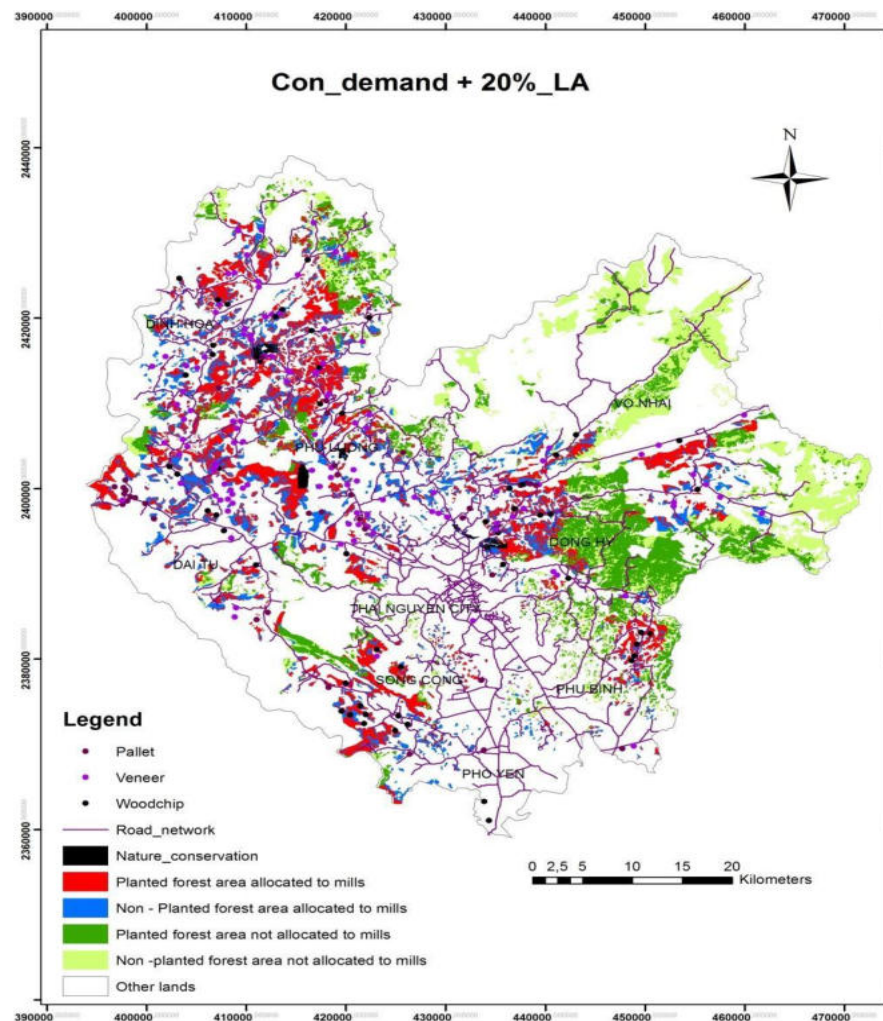 390000 400000 410000 420000 430000 440000 450000 460000 470000
Con_demand + 20%_LA
N
2440000
2420000
2400000
2380000
2360000
DINH HOA
VO NHAI
PHU LUONG
DONG HY
DAI TU
THAI NGUYEN CITY
SONG CONG
PHU BINH
PHO YEN
Legend
Pallet
Veneer
Woodchip
Road_network
Nature_conservation
Planted forest area allocated to mills
Non - Planted forest area allocated to mills
Planted forest area not allocated to mills
Non -planted forest area not allocated to mills
Other lands
0 2,5 5 10 15 20
Kilometers
390000 400000 410000 420000 430000 440000 450000 460000 470000